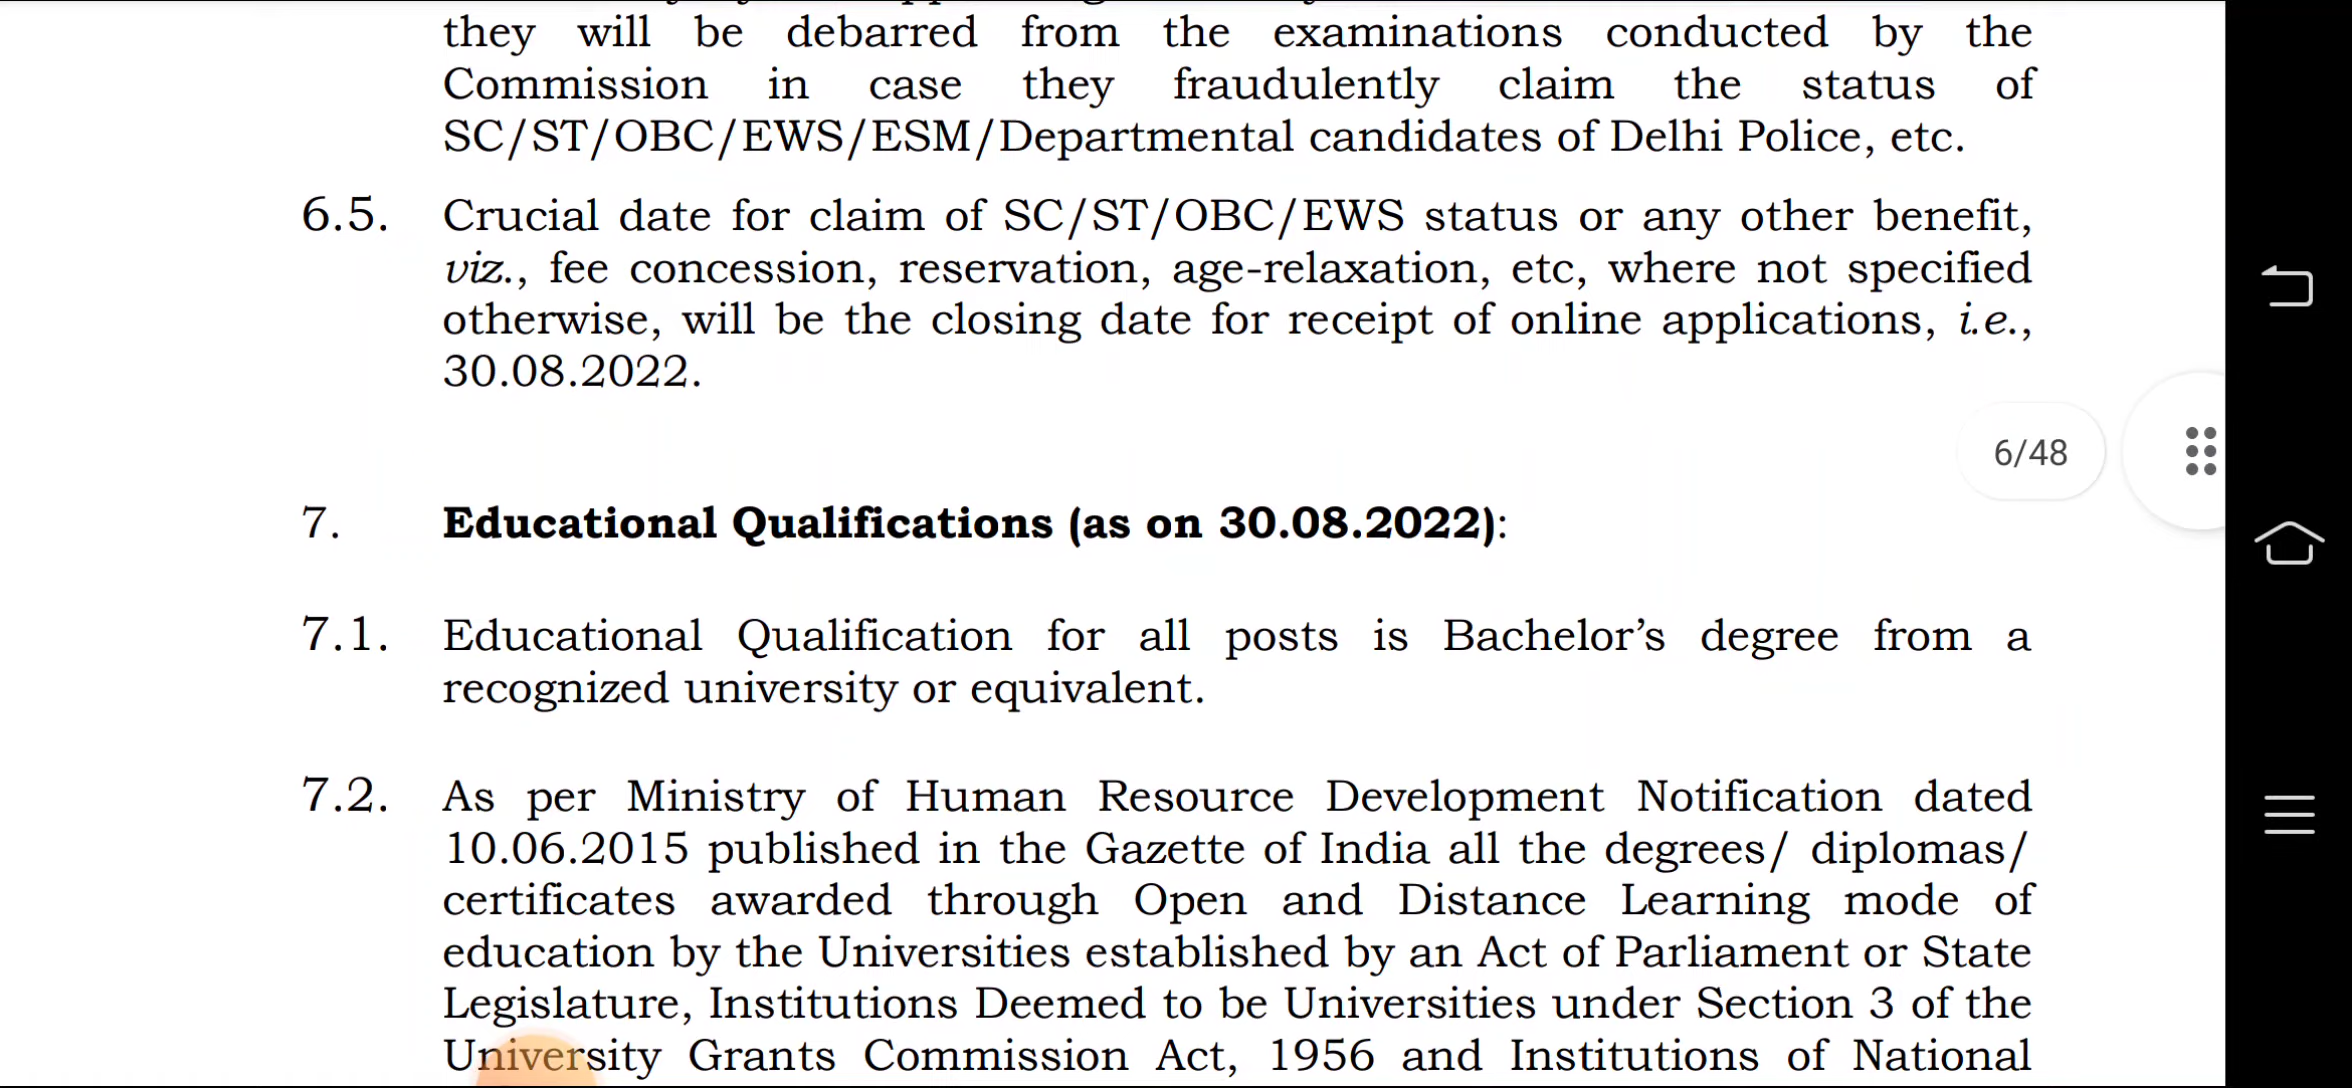 they will be debarred from the examinations conducted by the
Commission in case they fraudulently claim the status of
SC/ST/OBC/EWS/ESM/Departmental candidates of Delhi Police, etc.
6.5. Crucial date for claim of SC/ST/OBC/EWS status or any other benefit,
viz., fee concession, reservation, age-relaxation, etc, where not specified
otherwise, will be the closing date for receipt of online applications, i.e.,
30.08.2022.
6/48
7. Educational Qualifications (as on 30.08.2022):
7.1. Educational Qualification for all posts is Bachelor’s degree from a
recognized university or equivalent.
7.2. As per Ministry of Human Resource Development Notification dated
10.06.2015 published in the Gazette of India all the degrees/ diplomas/
certificates awarded through Open and Distance Learning mode of
education by the Universities established by an Act of Parliament or State
Legislature, Institutions Deemed to be Universities under Section 3 of the
University Grants Commission Act, 1956 and Institutions of National